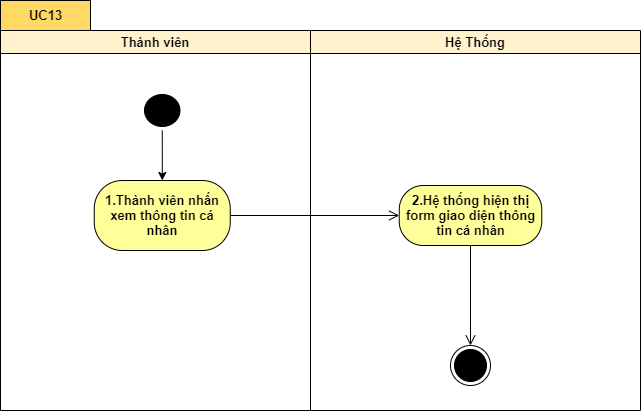 UC13
Thành viên
Hệ Thống
1.Thành viên nhấn
xem thông tin cá
nhân
2.Hệ thống hiện thị
form giao diện thông
tin cá nhân